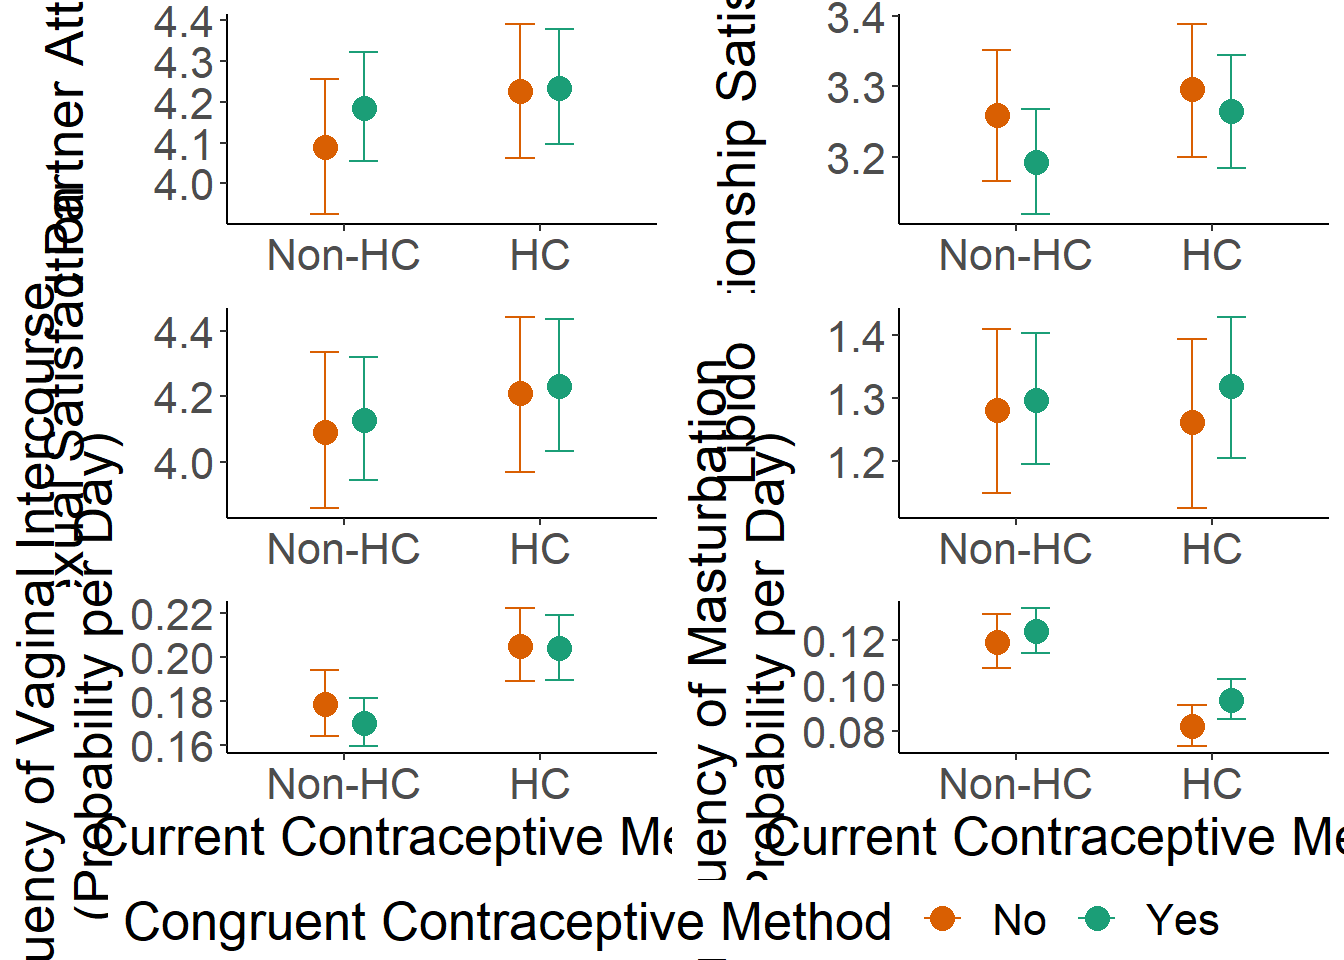 Partner Att
4.4
4.3
4.2
4.1
4.0
Non-HC HC
tionship Satis
3.4
3.3
3.2
Non-HC HC
xual Satisfaction
4.4
4.2
4.0
Non-HC HC
Libido
1.4
1.3
1.2
Non-HC HC
uency of Vaginal Intercourse
(Probability per Day)
0.22
0.20
0.18
0.16
Non-HC HC
Current Contraceptive Me
uency of Masturbation
Probability per Day)
0.12
0.10
0.08
Non-HC HC
Current Contraceptive Me
Congruent Contraceptive Method No Yes